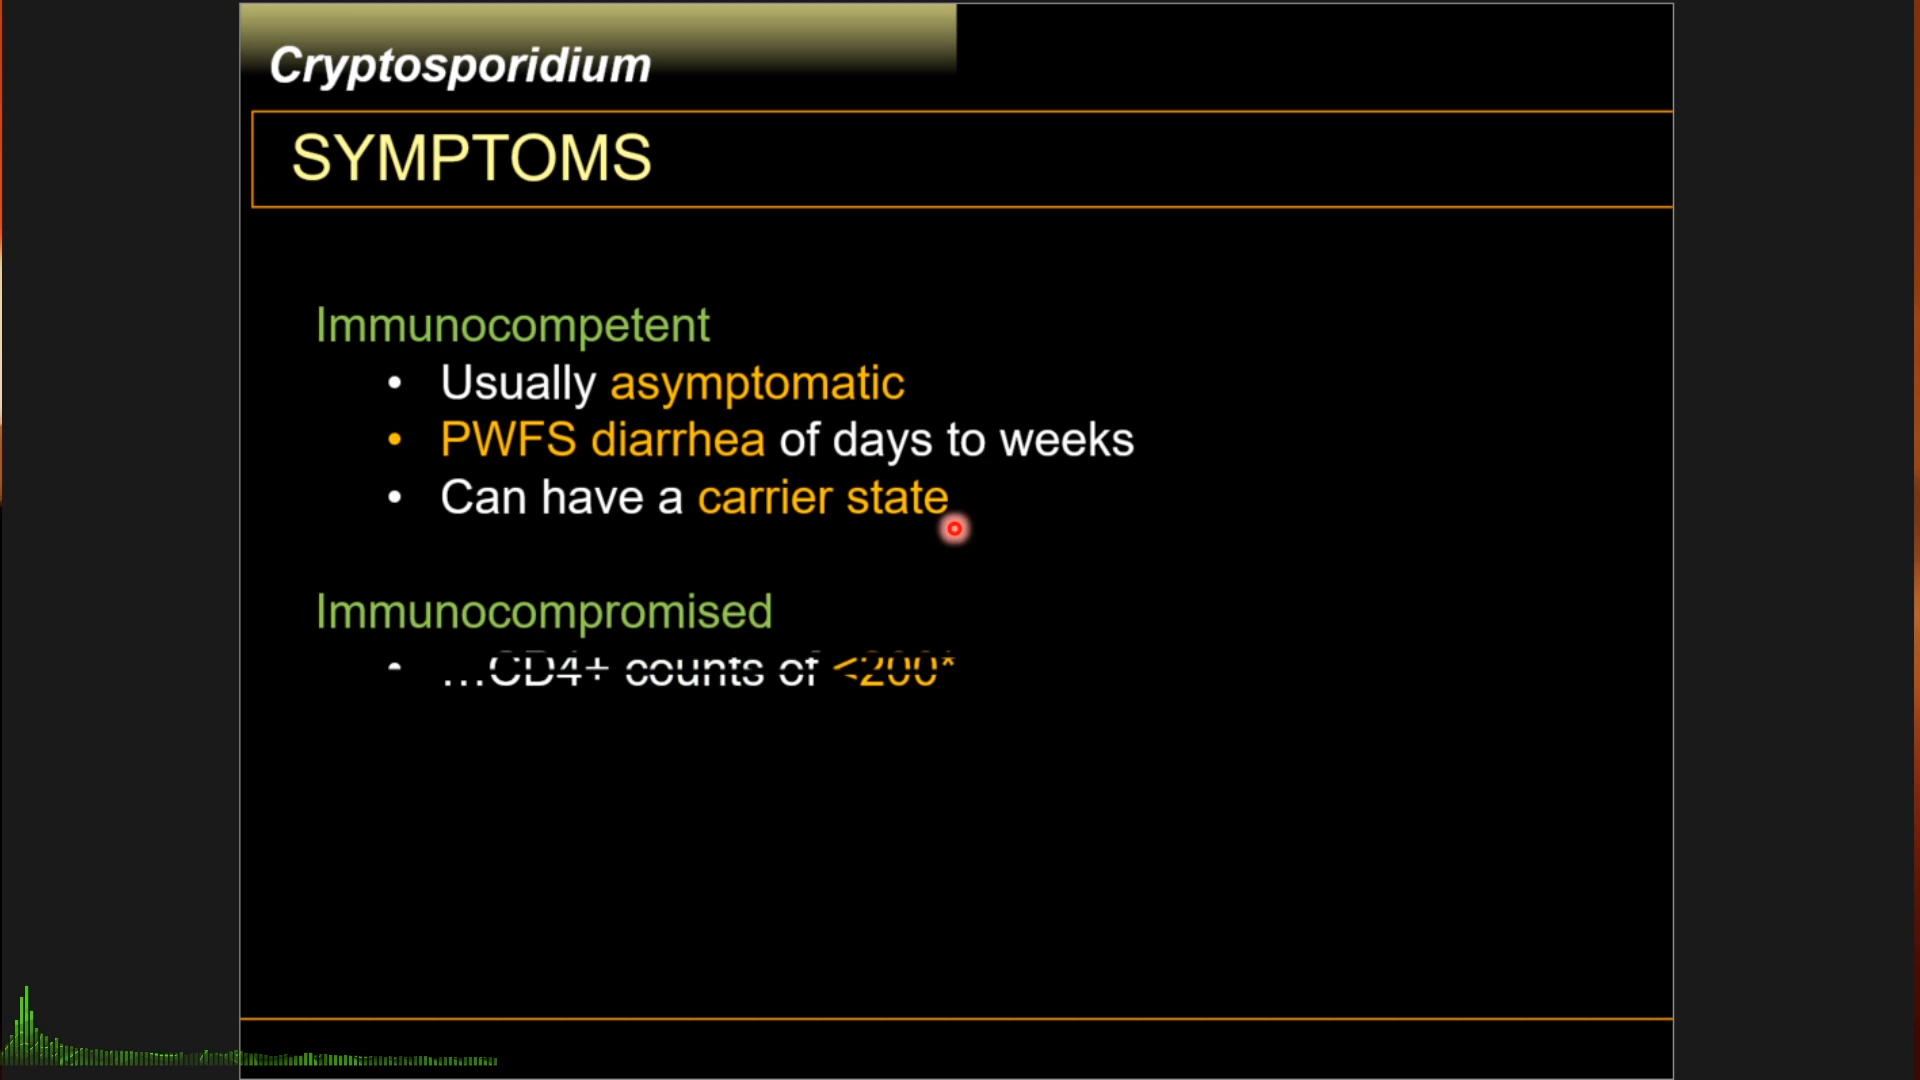 Cryptosporidium
SYMPTOMS
Immunocompetent
• Usually asymptomatic
• PWFS diarrhea of days to weeks
• Can have a carrier state
Immunocompromised
• …CD4+ counts of <200*